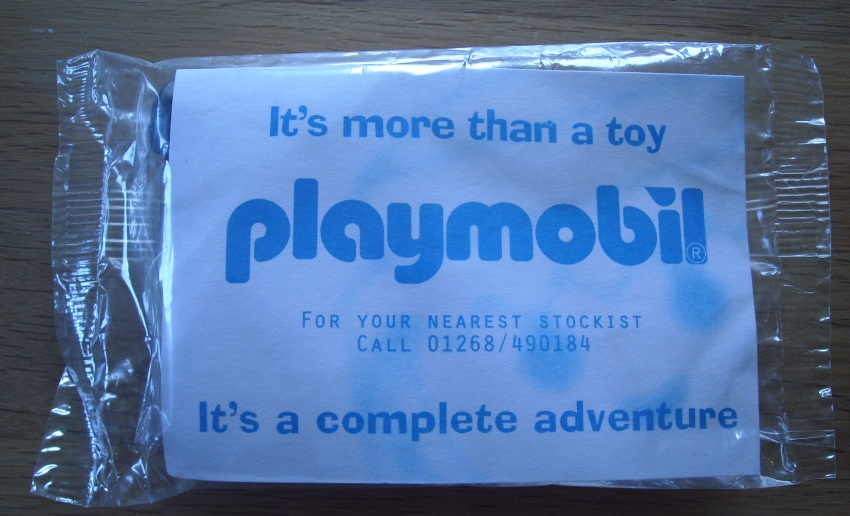 It's more than a toy
playmobil®
FOR YOUR NEAREST STOCKIST
CALL 01268/490184
It's a complete adventure